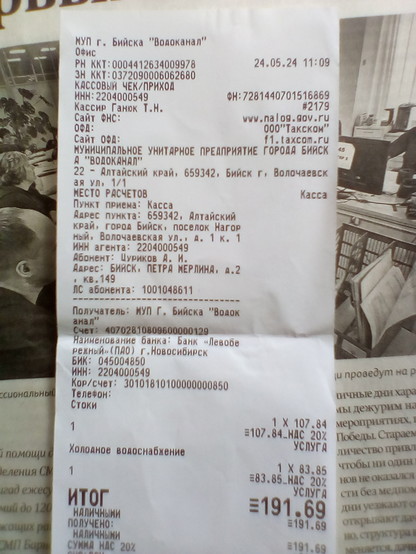 МУП г. Бийска "Водоканал"
Офис
РН ККТ:0004412634009978 24.05.24 11:09
ЗН ККТ:0372090006062680
КАССОВЫЙ ЧЕК/ПРИХОД
ИНН:2204000549 ФН:7281440701516869
Кассир Ганюк Т.Н. #2179
Сайт ФНС: www.nalog.gov.ru
ОФД: ООО"Такском"
Сайт ОФД: f1.taxcom.ru
МУНИЦИПАЛЬНОЕ УНИТАРНОЕ ПРЕДПРИЯТИЕ ГОРОДА БИЙСК
А "ВОДОКАНАЛ"
22 - Алтайский край, 659342, Бийск г, Волочаевск
ая ул, 1/1
МЕСТО РАСЧЕТОВ Касса
Пункт приема: Касса
Адрес пункта: 659342, Алтайский
край, город Бийск, поселок Нагор
ный, Волочаевская ул., д. 1 к. 1
ИНН агента: 2204000549
Абонент: Цуриков А. И.
Адрес: БИЙСК, ПЕТРА МЕРЛИНА, д.2
, кв.149
ЛС абонента: 1001048611
Получатель: МУП Г. Бийска "Водок
анал"
Счет: 40702810809600000129
Наименование банка: Банк «Левобе
режный»(ПАО) г.Новосибирск
БИК: 045004850
ИНН: 2204000549
Кор/счет: 30101810100000000850
Телефон:
Стоки
1 1 X 107.84
≡107.84 НДС 20%
УСЛУГА
Холодное водоснабжение
1 1 X 83.85
≡83.85 НДС 20%
УСЛУГА
ИТОГ ≡191.69
НАЛИЧНЫМИ ≡191.69
ПОЛУЧЕНО:
НАЛИЧНЫМИ ≡191.69
СУММА НДС 20%